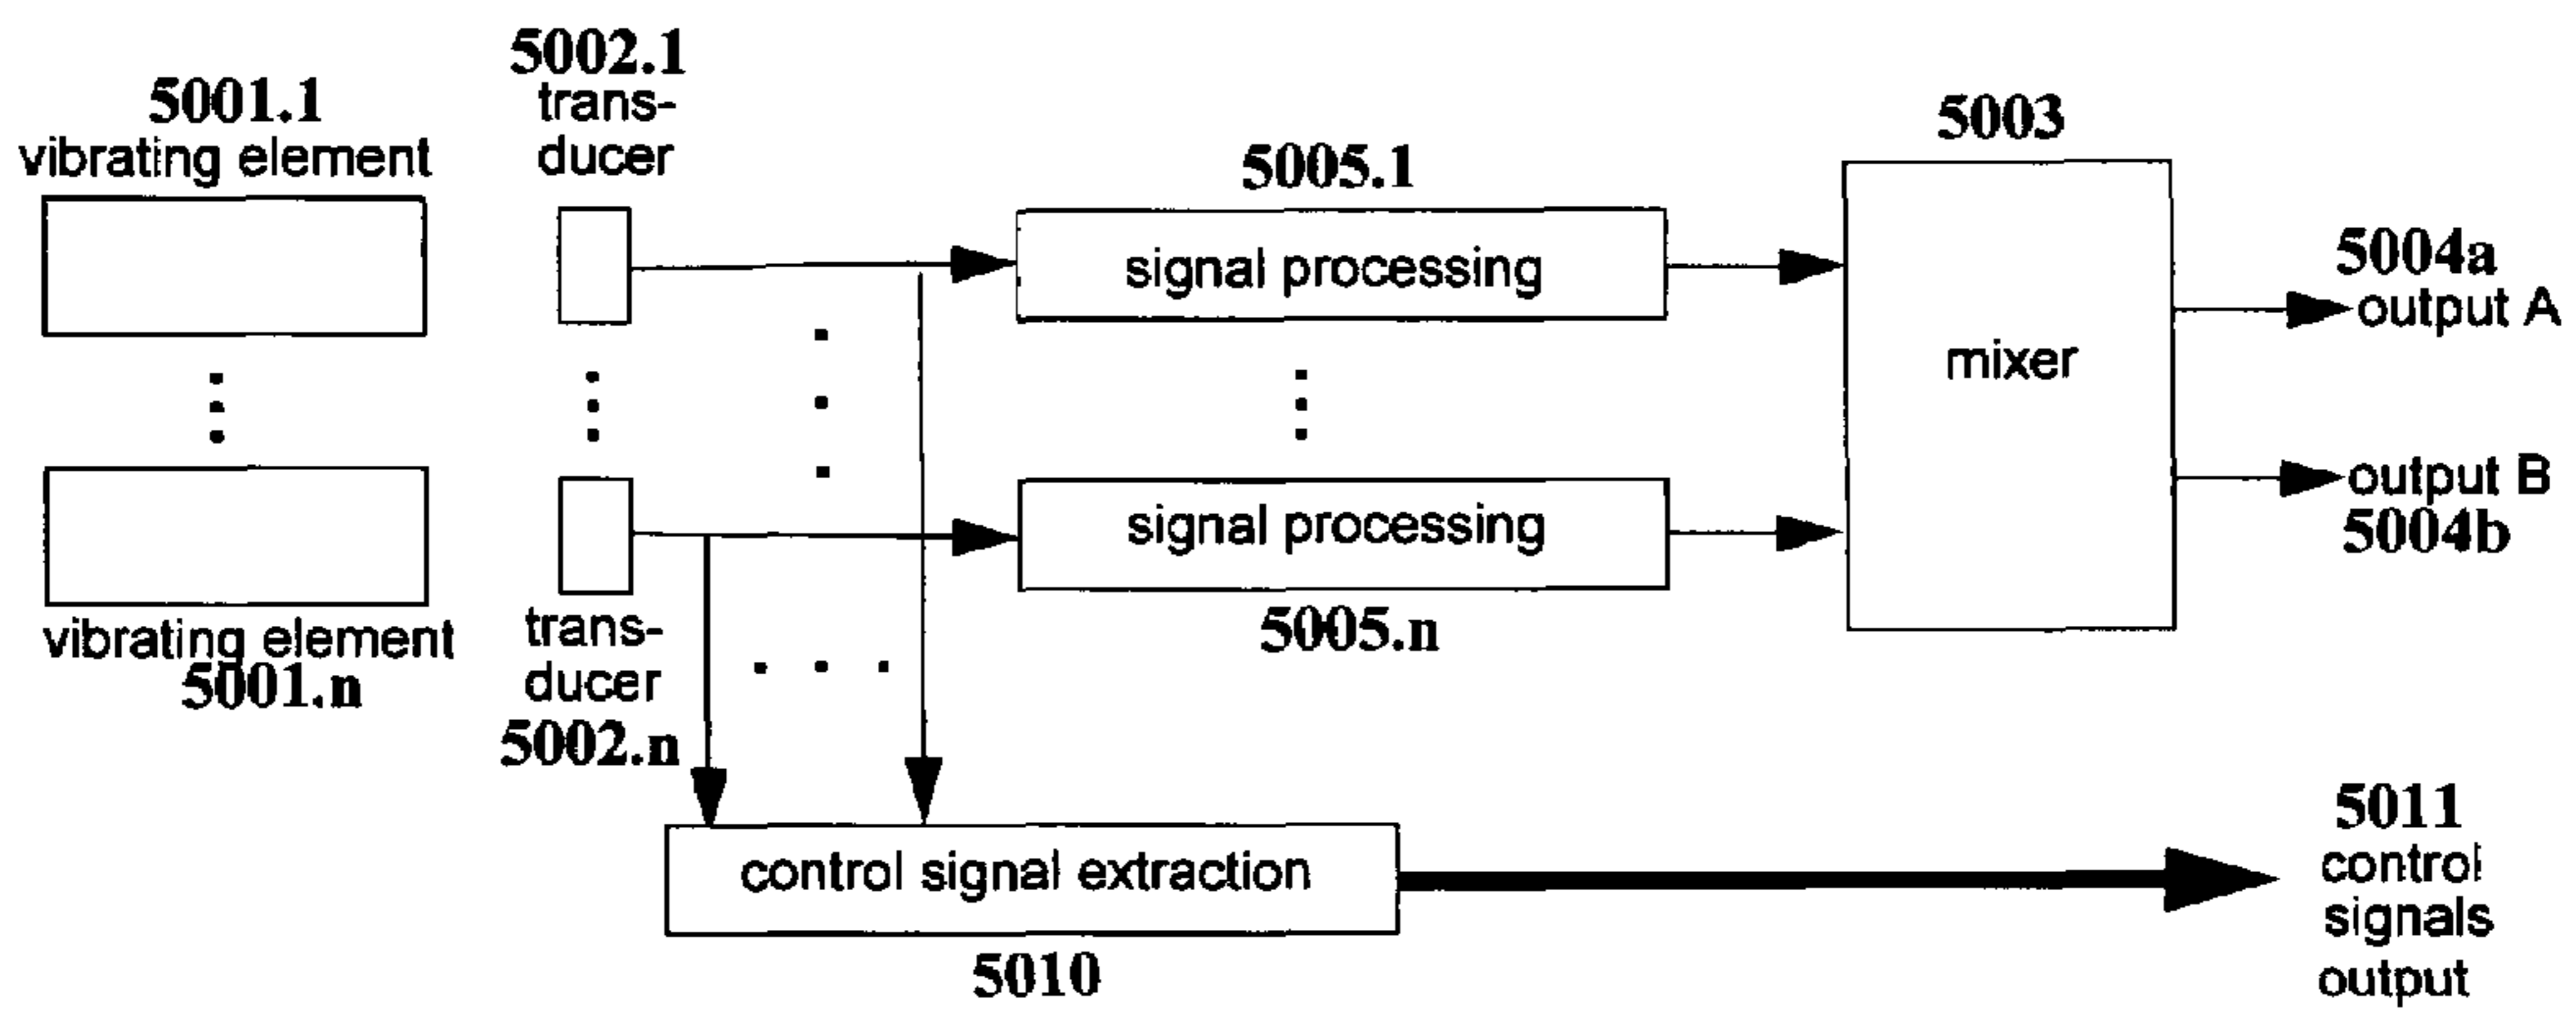 5001.1
vibrating element
5002.1
trans-
ducer
5005.1
signal processing
5003
mixer
5004a
output A
output B
5004b
vibrating element
5001.n
trans-
ducer
5002.n
signal processing
5005.n
control signal extraction
5010
5011
control
signals
output